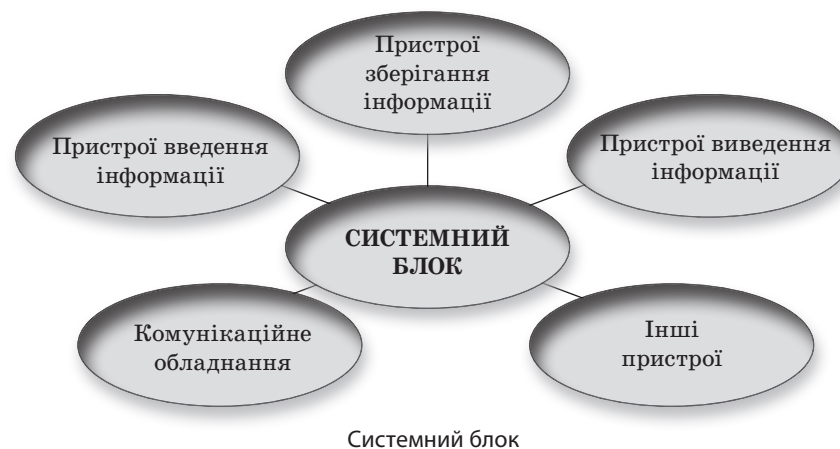 Пристрої
зберігання
інформації
Пристрої введення
інформації
Пристрої виведення
інформації
СИСТЕМНИЙ
БЛОК
Комунікаційне
обладнання
Інші
пристрої
Системний блок